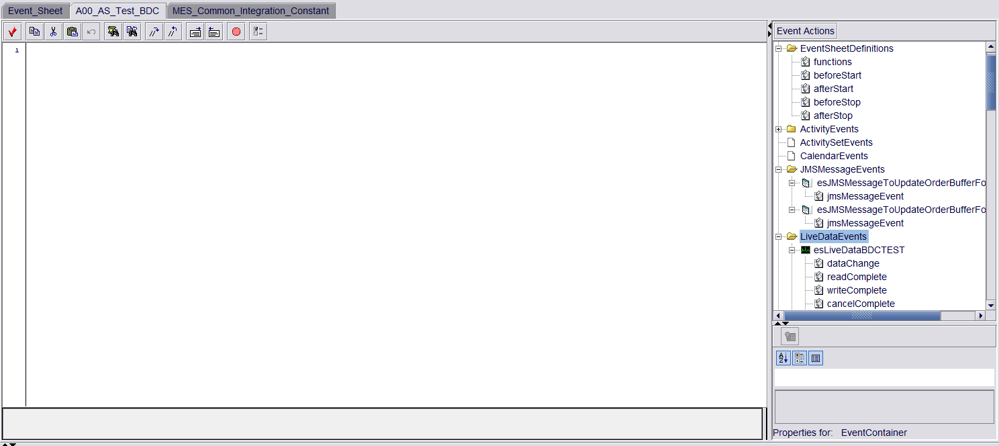 Event_Sheet
A00_AS_Test_BDC
MES_Common_Integration_Constant
1
Event Actions
EventSheetDefinitions
functions
beforeStart
afterStart
beforeStop
afterStop
ActivityEvents
ActivitySetEvents
CalendarEvents
JMSMessageEvents
esJMSMessageToUpdateOrderBufferFo
jmsMessageEvent
esJMSMessageToUpdateOrderBufferFo
jmsMessageEvent
LiveDataEvents
esLiveDataBDCTEST
dataChange
readComplete
writeComplete
cancelComplete
Properties for: EventContainer